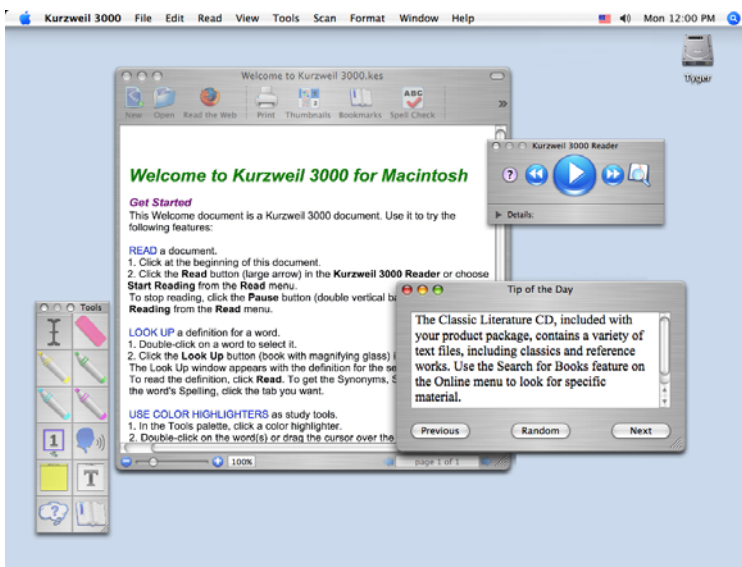 Kurzweil 3000 File Edit Read View Tools Scan Format Window Help Mon 12:00 PM
Welcome to Kurzweil 3000.kes
ABC
New Open Read the Web Print Thumbnails Bookmarks Spell Check
Welcome to Kurzweil 3000 for Macintosh
Get Started
This Welcome document is a Kurzweil 3000 document. Use it to try the
following features:
READ a document.
1. Click at the beginning of this document.
2. Click the Read button (large arrow) in the Kurzweil 3000 Reader or choose
Start Reading from the Read menu.
To stop reading, click the Pause button (double vertical
Reading from the Read menu.
LOOK UP a definition for a word.
1. Double-click on a word to select it.
2. Click the Look Up button (book with magnifying glass)
The Look Up window appears with the definition for the
To read the definition, click Read. To get the Synonyms,
the word's Spelling, click the tab you want.
USE COLOR HIGHLIGHTERS as study tools.
1. In the Tools palette, click a color highlighter.
2. Double-click on the word(s) or drag the cursor over the
100%
page 1 of 1
Kurzweil 3000 Reader
?
Details:
Tip of the Day
The Classic Literature CD, included with
your product package, contains a variety of
text files, including classics and reference
works. Use the Search for Books feature on
the Online menu to look for specific
material.
Previous Random Next
Tools
1
T
?